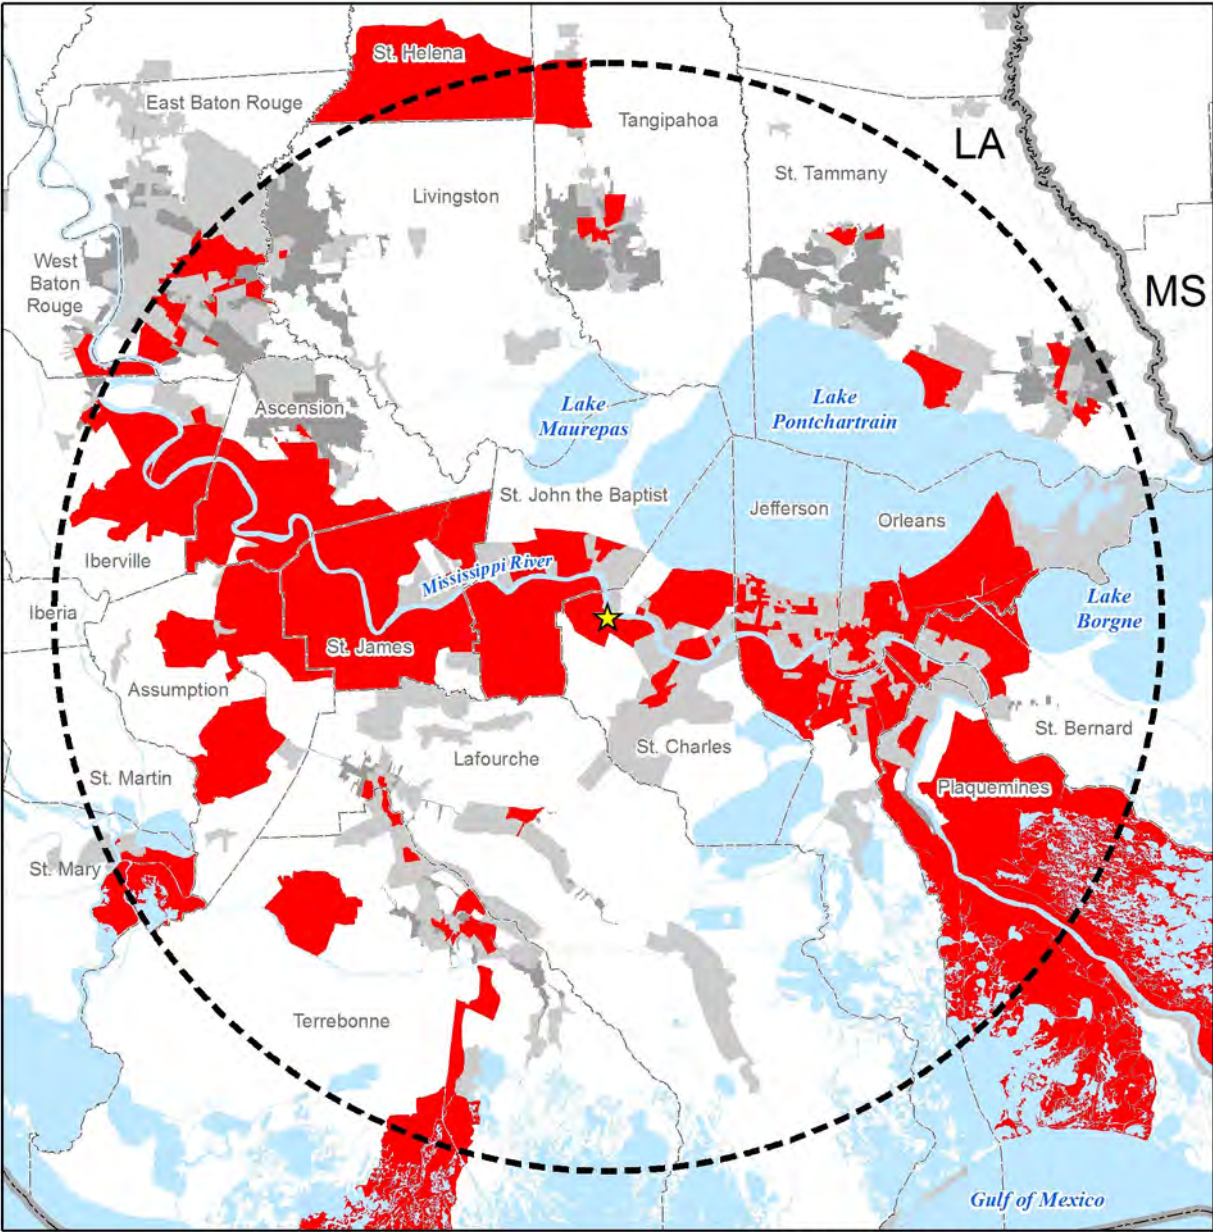 St. Helena
East Baton Rouge
Tangipahoa
LA
St. Tammany
Livingston
West
Baton
Rouge
MS
Lake
Maurepas
Lake
Pontchartrain
Ascension
St. John the Baptist
Jefferson
Orleans
Iberville
Mississippi River
Iberia
Lake
Borgne
St. James
Assumption
St. Bernard
St. Charles
Lafourche
St. Martin
Plaquemines
St. Mary
Terrebonne
Gulf of Mexico